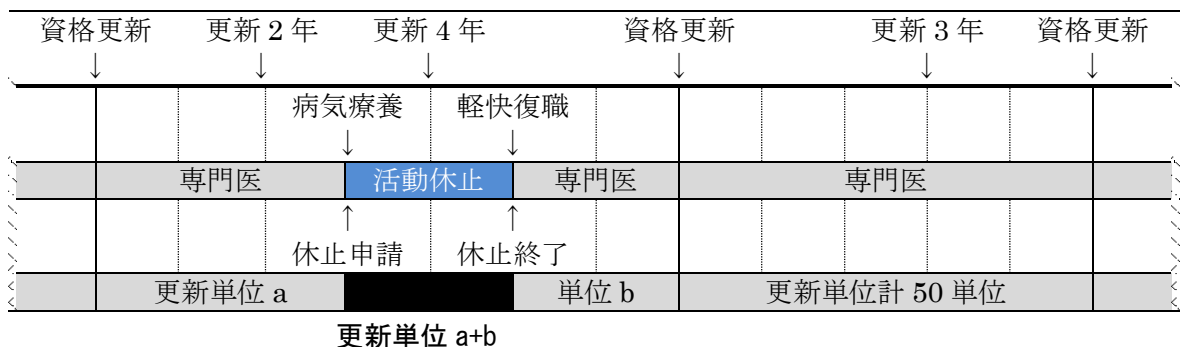 資格更新 更新 2 年 更新 4 年 資格更新 更新 3 年 資格更新
↓ ↓ ↓ ↓ ↓ ↓
病気療養 軽快復職
↓ ↓
専門医 活動休止 専門医 専門医
↑ ↑
休止申請 休止終了
更新単位 a 単位 b 更新単位計 50 単位
更新単位 a+b